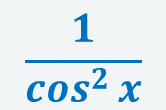 1
cos² x